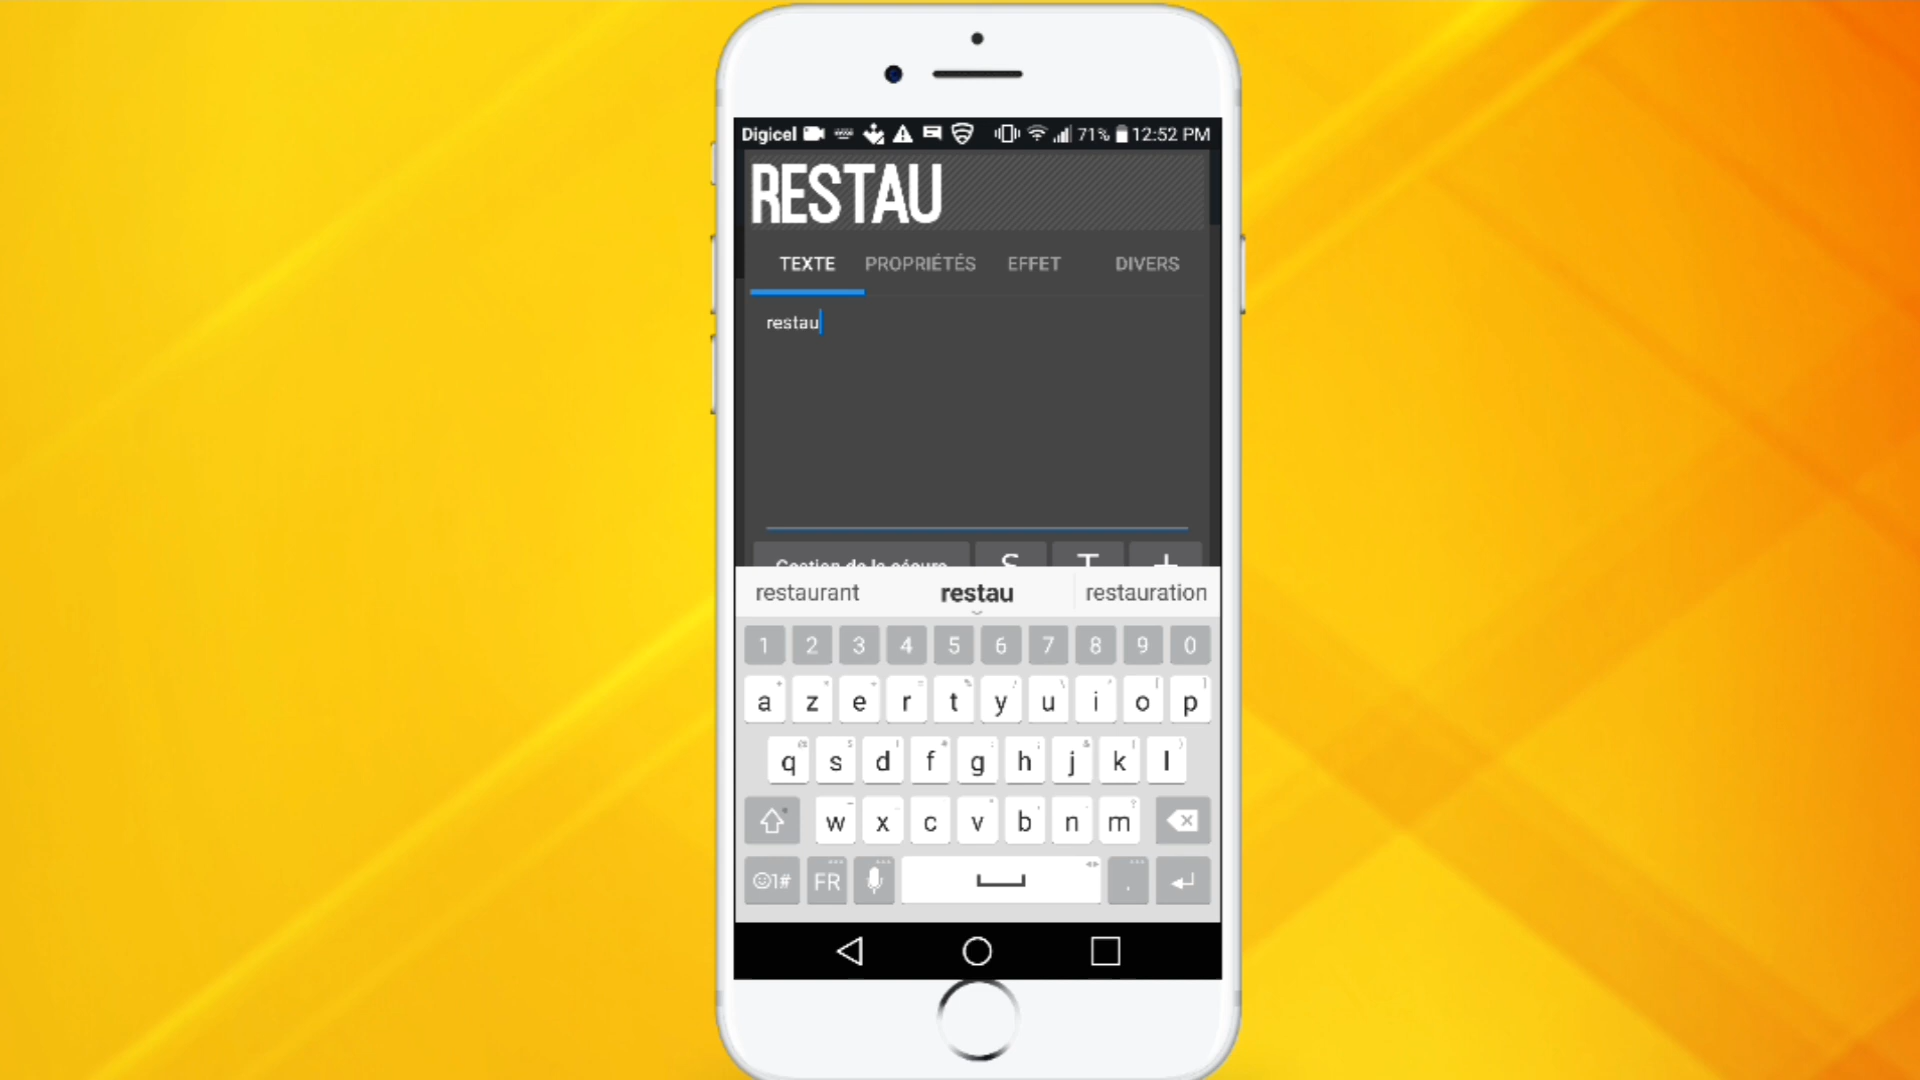 Digicel 71% 12:52 PM
RESTAU
TEXTE PROPRIÉTÉS EFFET DIVERS
restau
S T +
restaurant restau restauration
1 2 3 4 5 6 7 8 9 0
a z e r t y u i o p
q s d f g h j k l
w x c v b n m
1# FR .